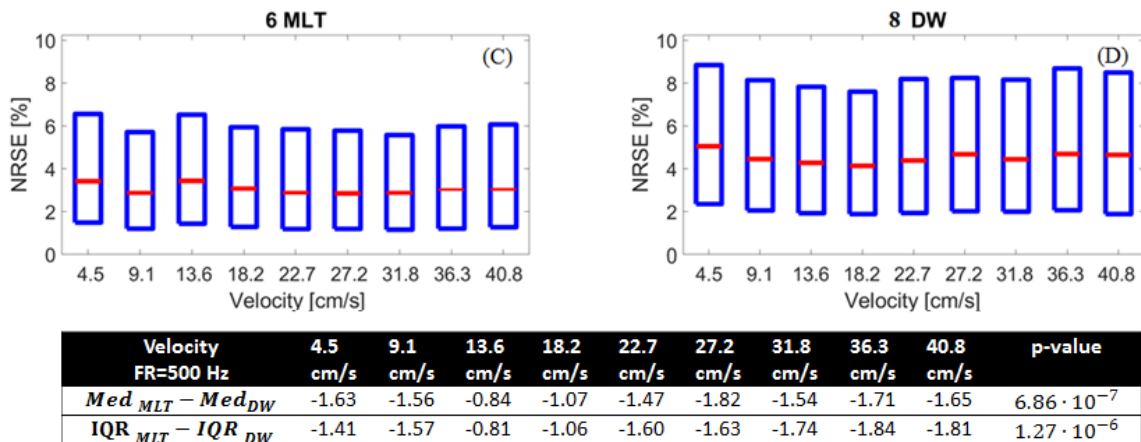 6 MLT
8 DW
10
8
6
4
2
0
NRSE [%]
(C)
4.5 9.1 13.6 18.2 22.7 27.2 31.8 36.3 40.8
Velocity [cm/s]
10
8
6
4
2
0
NRSE [%]
(D)
4.5 9.1 13.6 18.2 22.7 27.2 31.8 36.3 40.8
Velocity [cm/s]
Velocity 4.5 9.1 13.6 18.2 22.7 27.2 31.8 36.3 40.8 p-value
FR=500 Hz cm/s cm/s cm/s cm/s cm/s cm/s cm/s cm/s cm/s
Med MLT − Med DW -1.63 -1.56 -0.84 -1.07 -1.47 -1.82 -1.54 -1.71 -1.65 6.86 · 10⁻⁷
IQR MLT − IQR DW -1.41 -1.57 -0.81 -1.06 -1.60 -1.63 -1.74 -1.84 -1.81 1.27 · 10⁻⁶